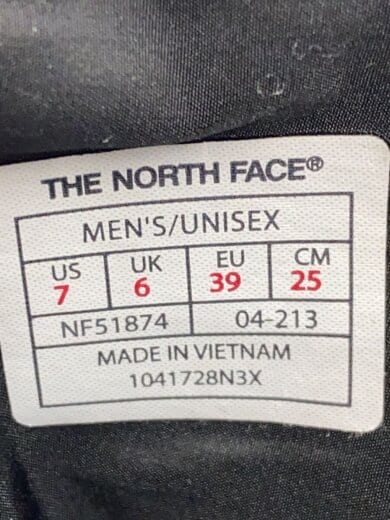 THE NORTH FACE®
MEN'S/UNISEX
US UK EU CM
7 6 39 25
NF51874 04-213
MADE IN VIETNAM
1041728N3X